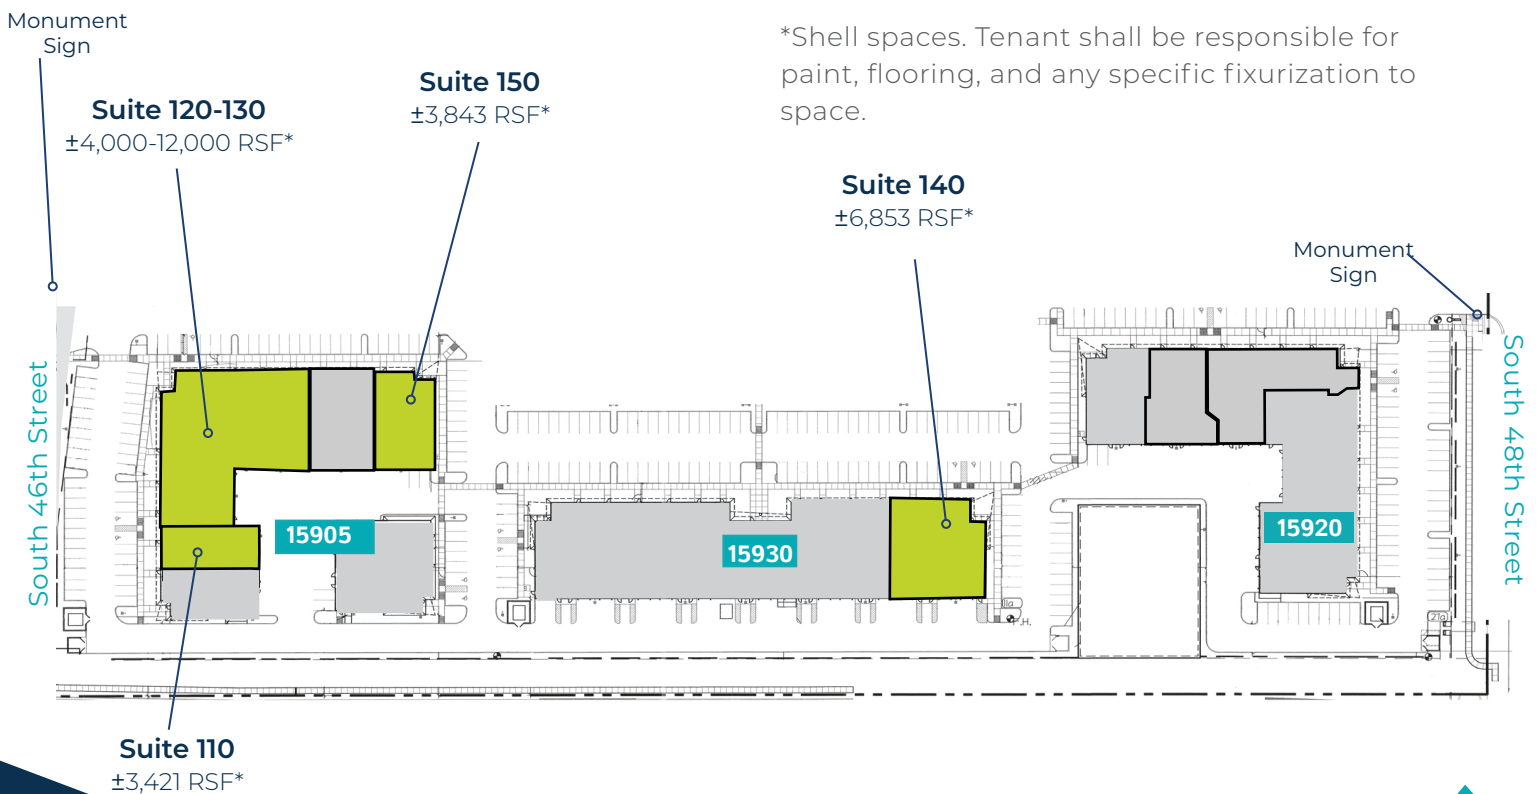 Monument
Sign
*Shell spaces. Tenant shall be responsible for
paint, flooring, and any specific fixurization to
space.
Suite 150
±3,843 RSF*
Suite 120-130
±4,000-12,000 RSF*
Suite 140
±6,853 RSF*
Monument
Sign
South 46th Street
South 48th Street
15905
15930
15920
21a
Suite 110
±3,421 RSF*